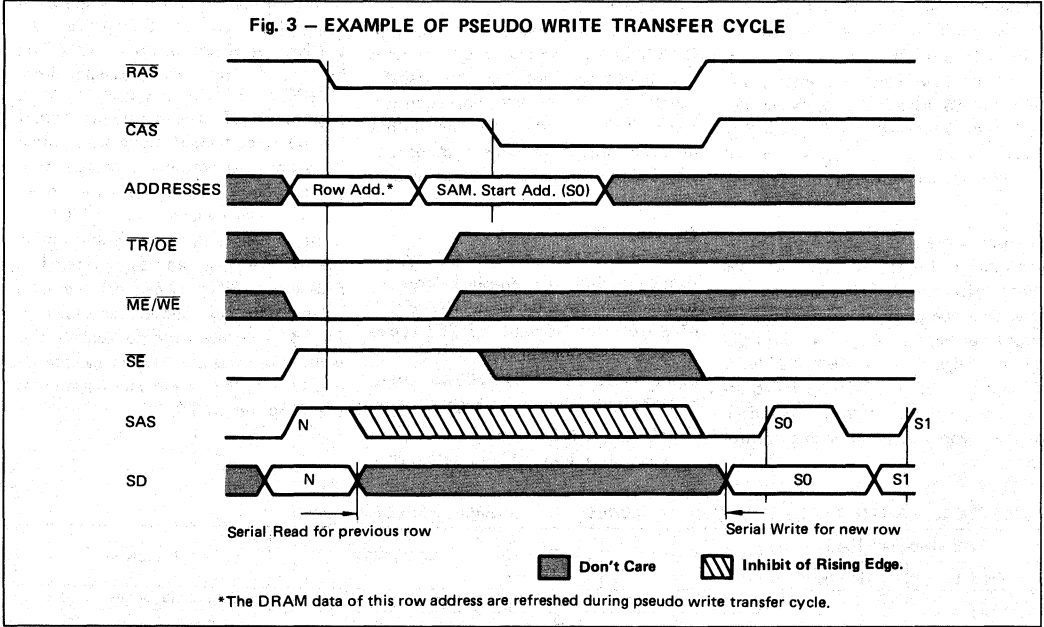 Fig. 3 — EXAMPLE OF PSEUDO WRITE TRANSFER CYCLE
RAS
CAS
ADDRESSES Row Add.* SAM. Start Add. (S0)
TR/OE
ME/WE
SE
SAS N S0 S1
SD N S0 S1
Serial Read for previous row Serial Write for new row
Don't Care Inhibit of Rising Edge.
*The DRAM data of this row address are refreshed during pseudo write transfer cycle.